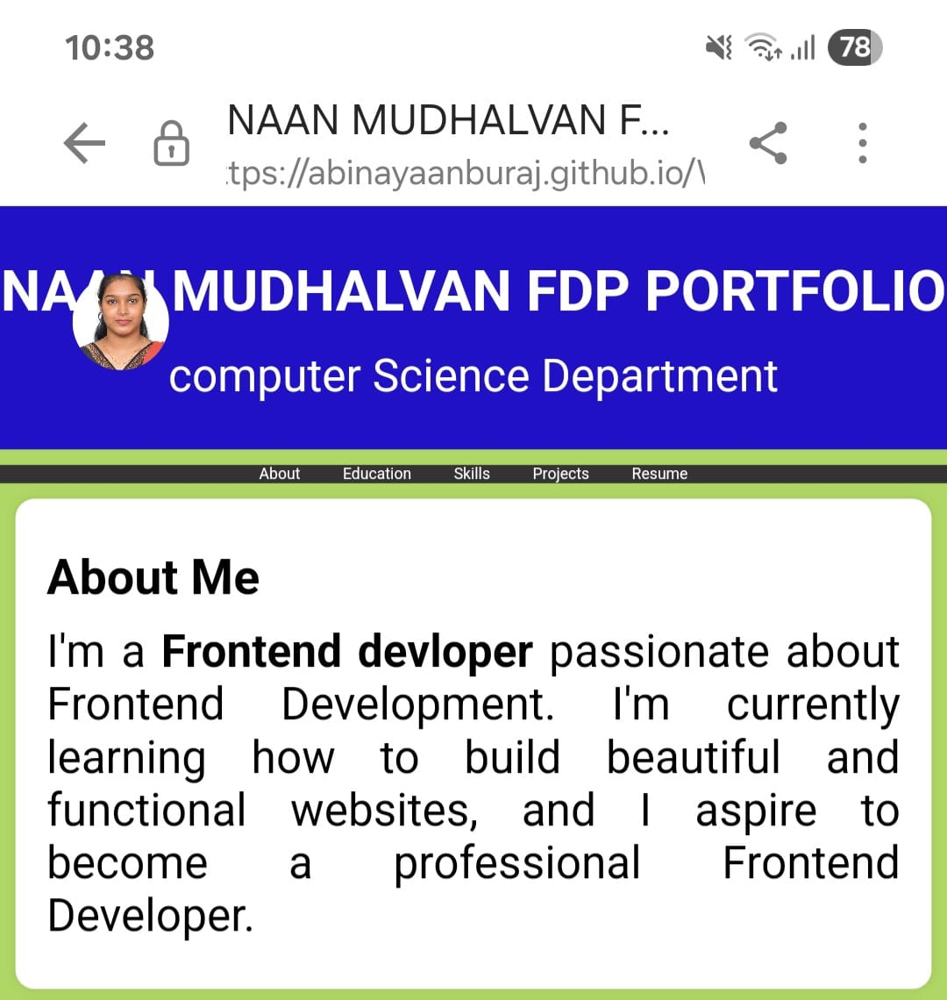 10:38
78
NAAN MUDHALVAN F...
tps://abinayaanburaj.github.io/
MUDHALVAN FDP PORTFOLIO
computer Science Department
About Education Skills Projects Resume
About Me
I'm a Frontend devloper passionate about
Frontend Development. I'm currently
learning how to build beautiful and
functional websites, and I aspire to
become a professional Frontend
Developer.